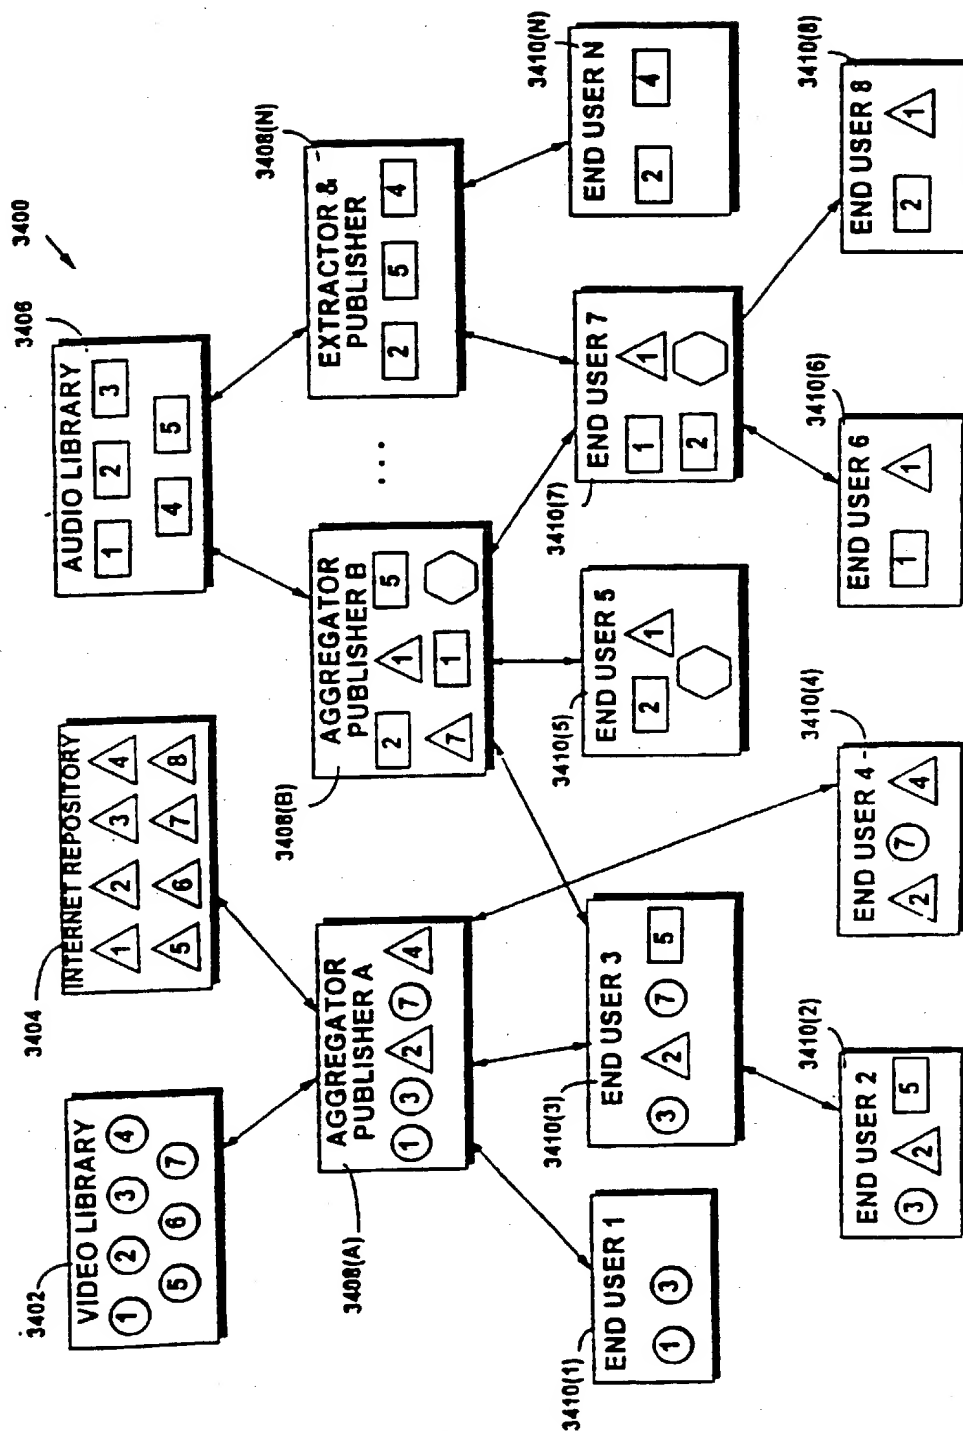 3400
3402
VIDEO LIBRARY
1 2 3 4
5 6 7
3404
INTERNET REPOSITORY
1 2 3 4
5 6 7 8
3406
AUDIO LIBRARY
1 2 3
4 5
3408(A)
AGGREGATOR
PUBLISHER A
1 3 2 7 4
3408(B)
AGGREGATOR
PUBLISHER B
2 1 5
7 1
...
3408(N)
EXTRACTOR &
PUBLISHER
2 5 4
3410(1)
END USER 1
1 3
3410(3)
END USER 3
3 2 7 5
3410(5)
END USER 5
2 1
3410(7)
END USER 7
1 1
2
3410(N)
END USER N
2 4
3410(2)
END USER 2
3 2 5
3410(4)
END USER 4
2 7 4
3410(6)
END USER 6
1 1
3410(8)
END USER 8
2 1